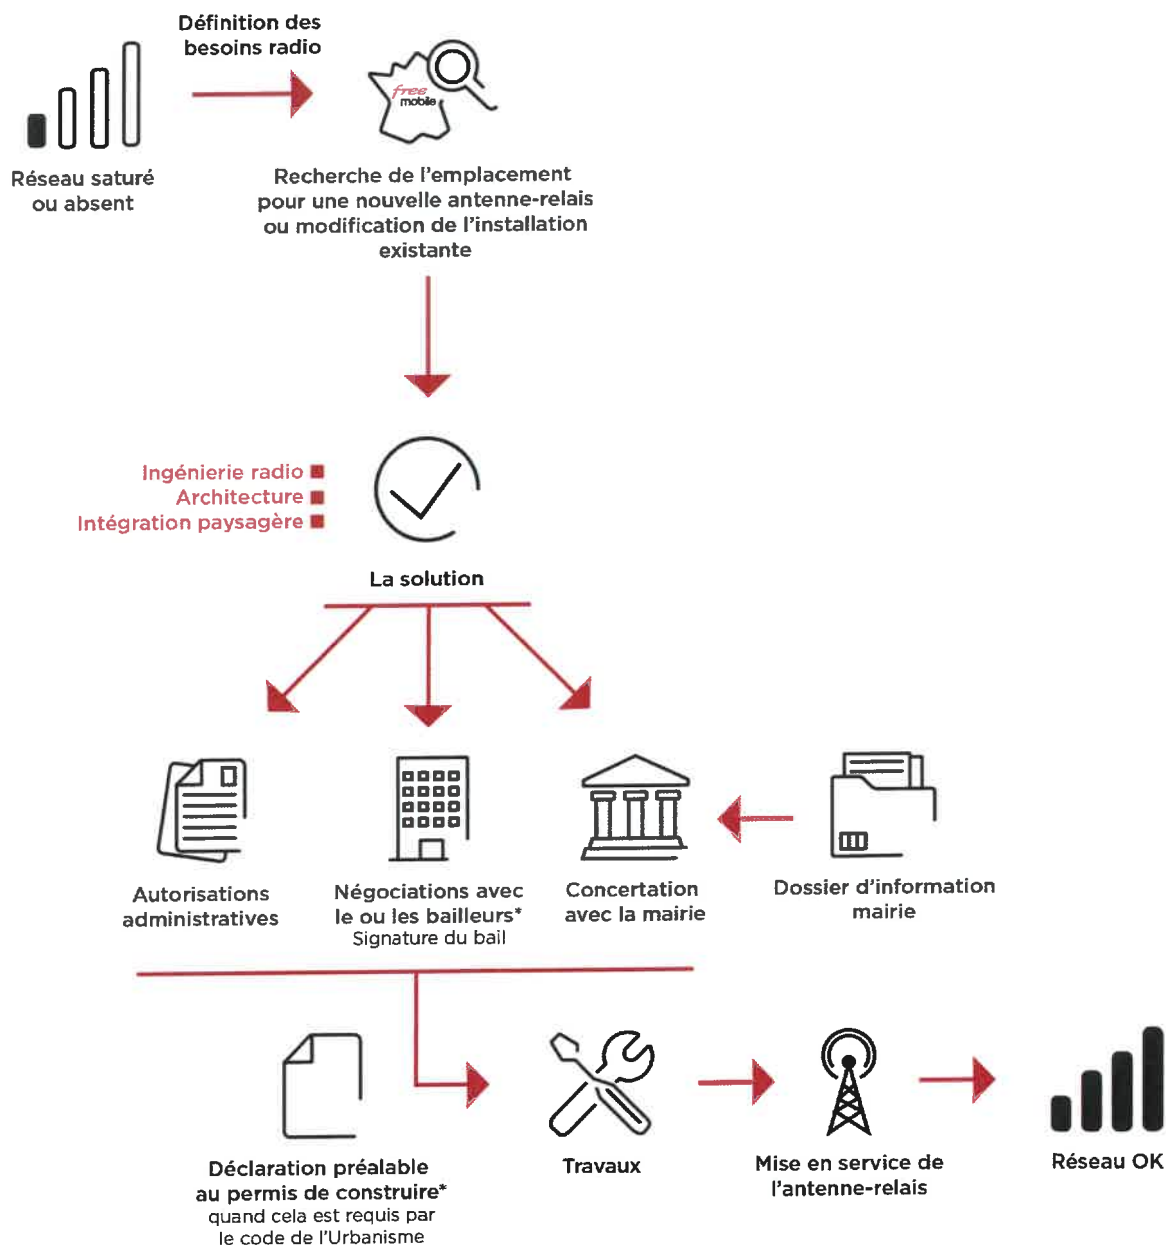 Définition des
besoins radio
free
mobile
Réseau saturé
ou absent
Recherche de l'emplacement
pour une nouvelle antenne-relais
ou modification de l'installation
existante
Ingénierie radio
Architecture
Intégration paysagère
La solution
Autorisations
administratives
Négociations avec
le ou les bailleurs*
Signature du bail
Concertation
avec la mairie
Dossier d'information
mairie
Déclaration préalable
au permis de construire*
quand cela est requis par
le code de l'Urbanisme
Travaux
Mise en service de
l'antenne-relais
Réseau OK